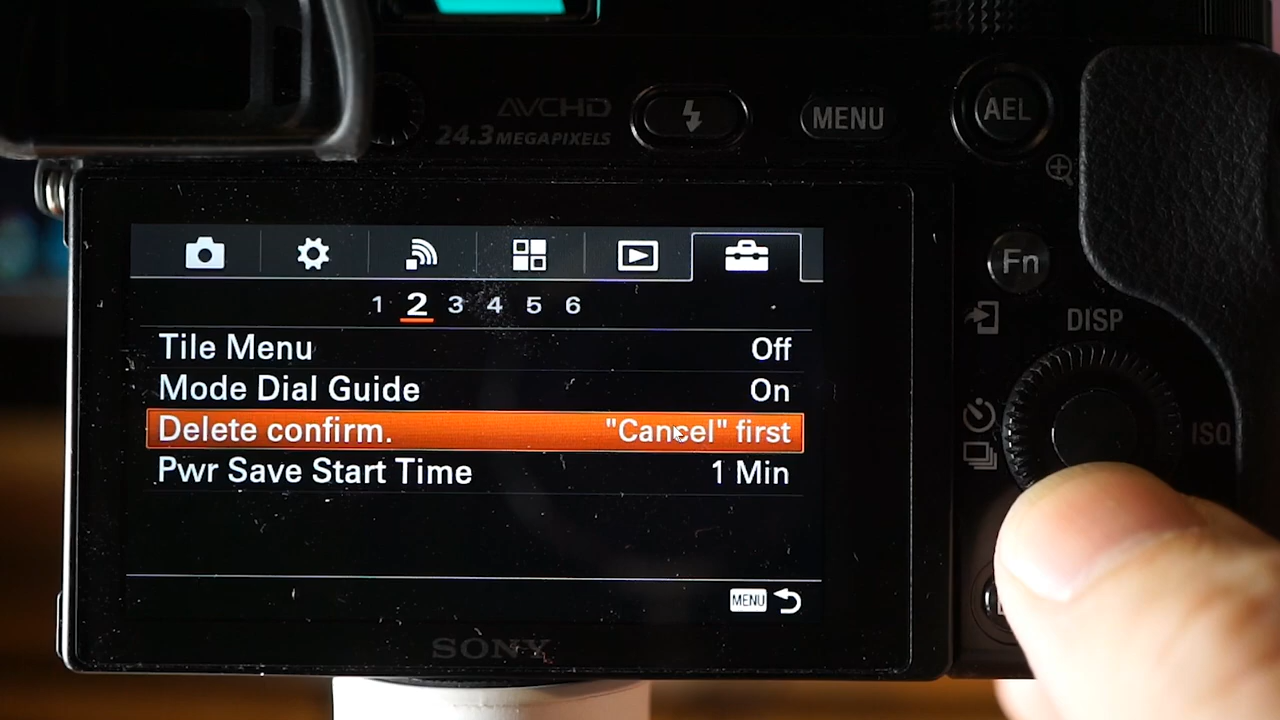 AVCHD
24.3 MEGAPIXELS
MENU
AEL
Fn
1 2 3 4 5 6
DISP
Tile Menu Off
Mode Dial Guide On
Delete confirm. "Cancel" first
ISO
Pwr Save Start Time 1 Min
MENU
SONY